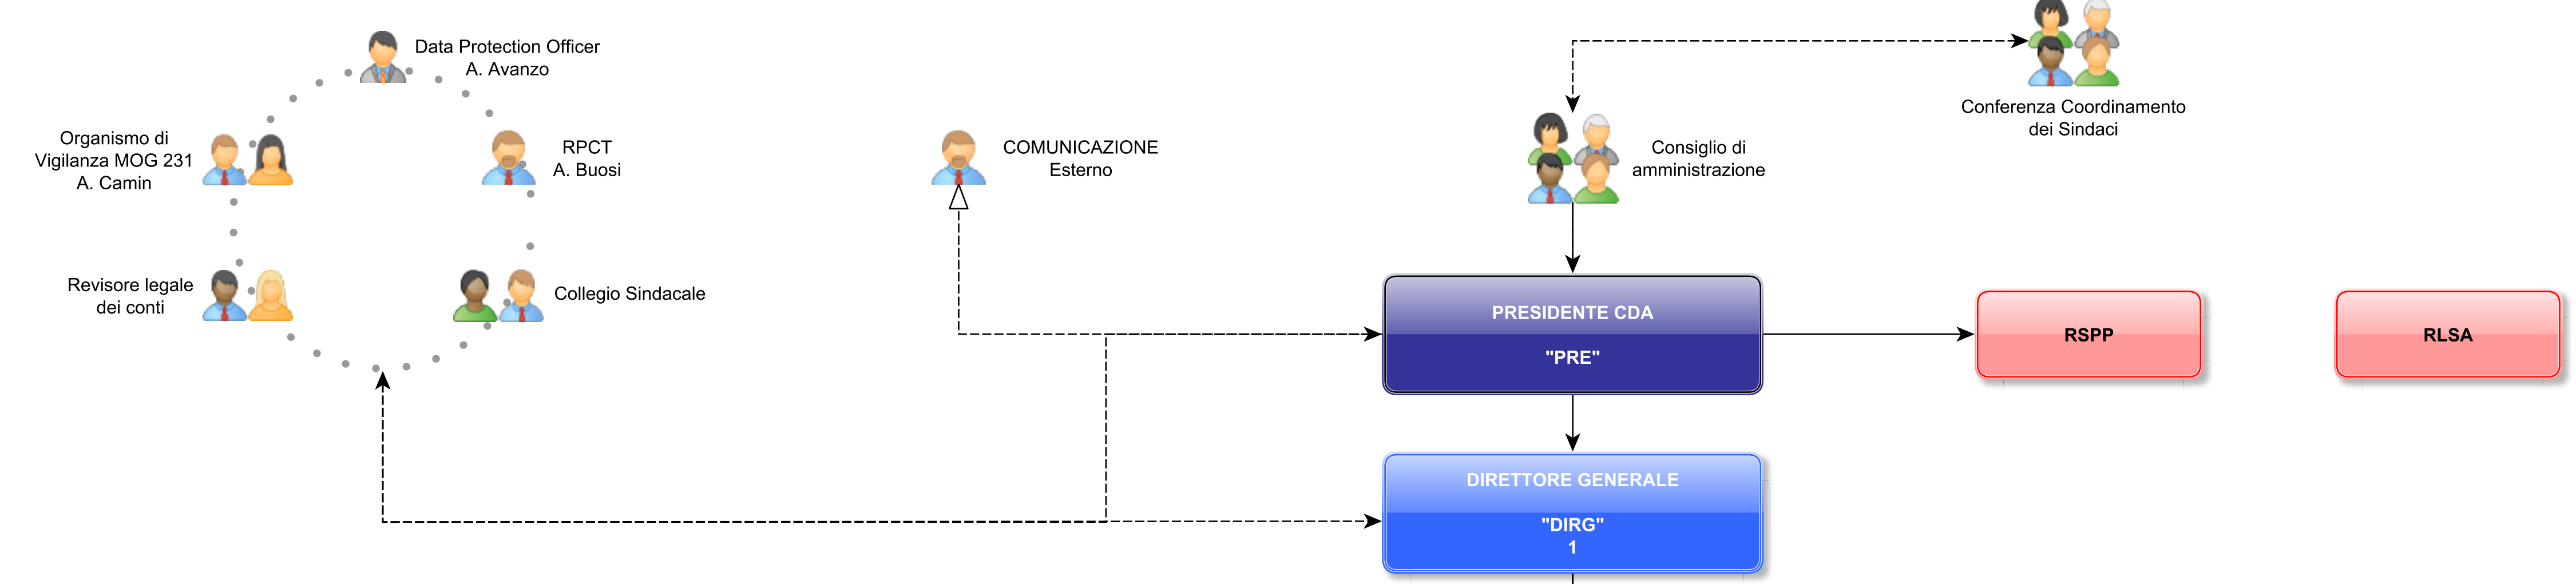 Data Protection Officer
A. Avanzo
Organismo di
Vigilanza MOG 231
A. Camin
RPCT
A. Buosi
Revisore legale
dei conti
Collegio Sindacale
COMUNICAZIONE
Esterno
Consiglio di
amministrazione
Conferenza Coordinamento
dei Sindaci
PRESIDENTE CDA
"PRE"
RSPP
RLSA
DIRETTORE GENERALE
"DIRG"
1